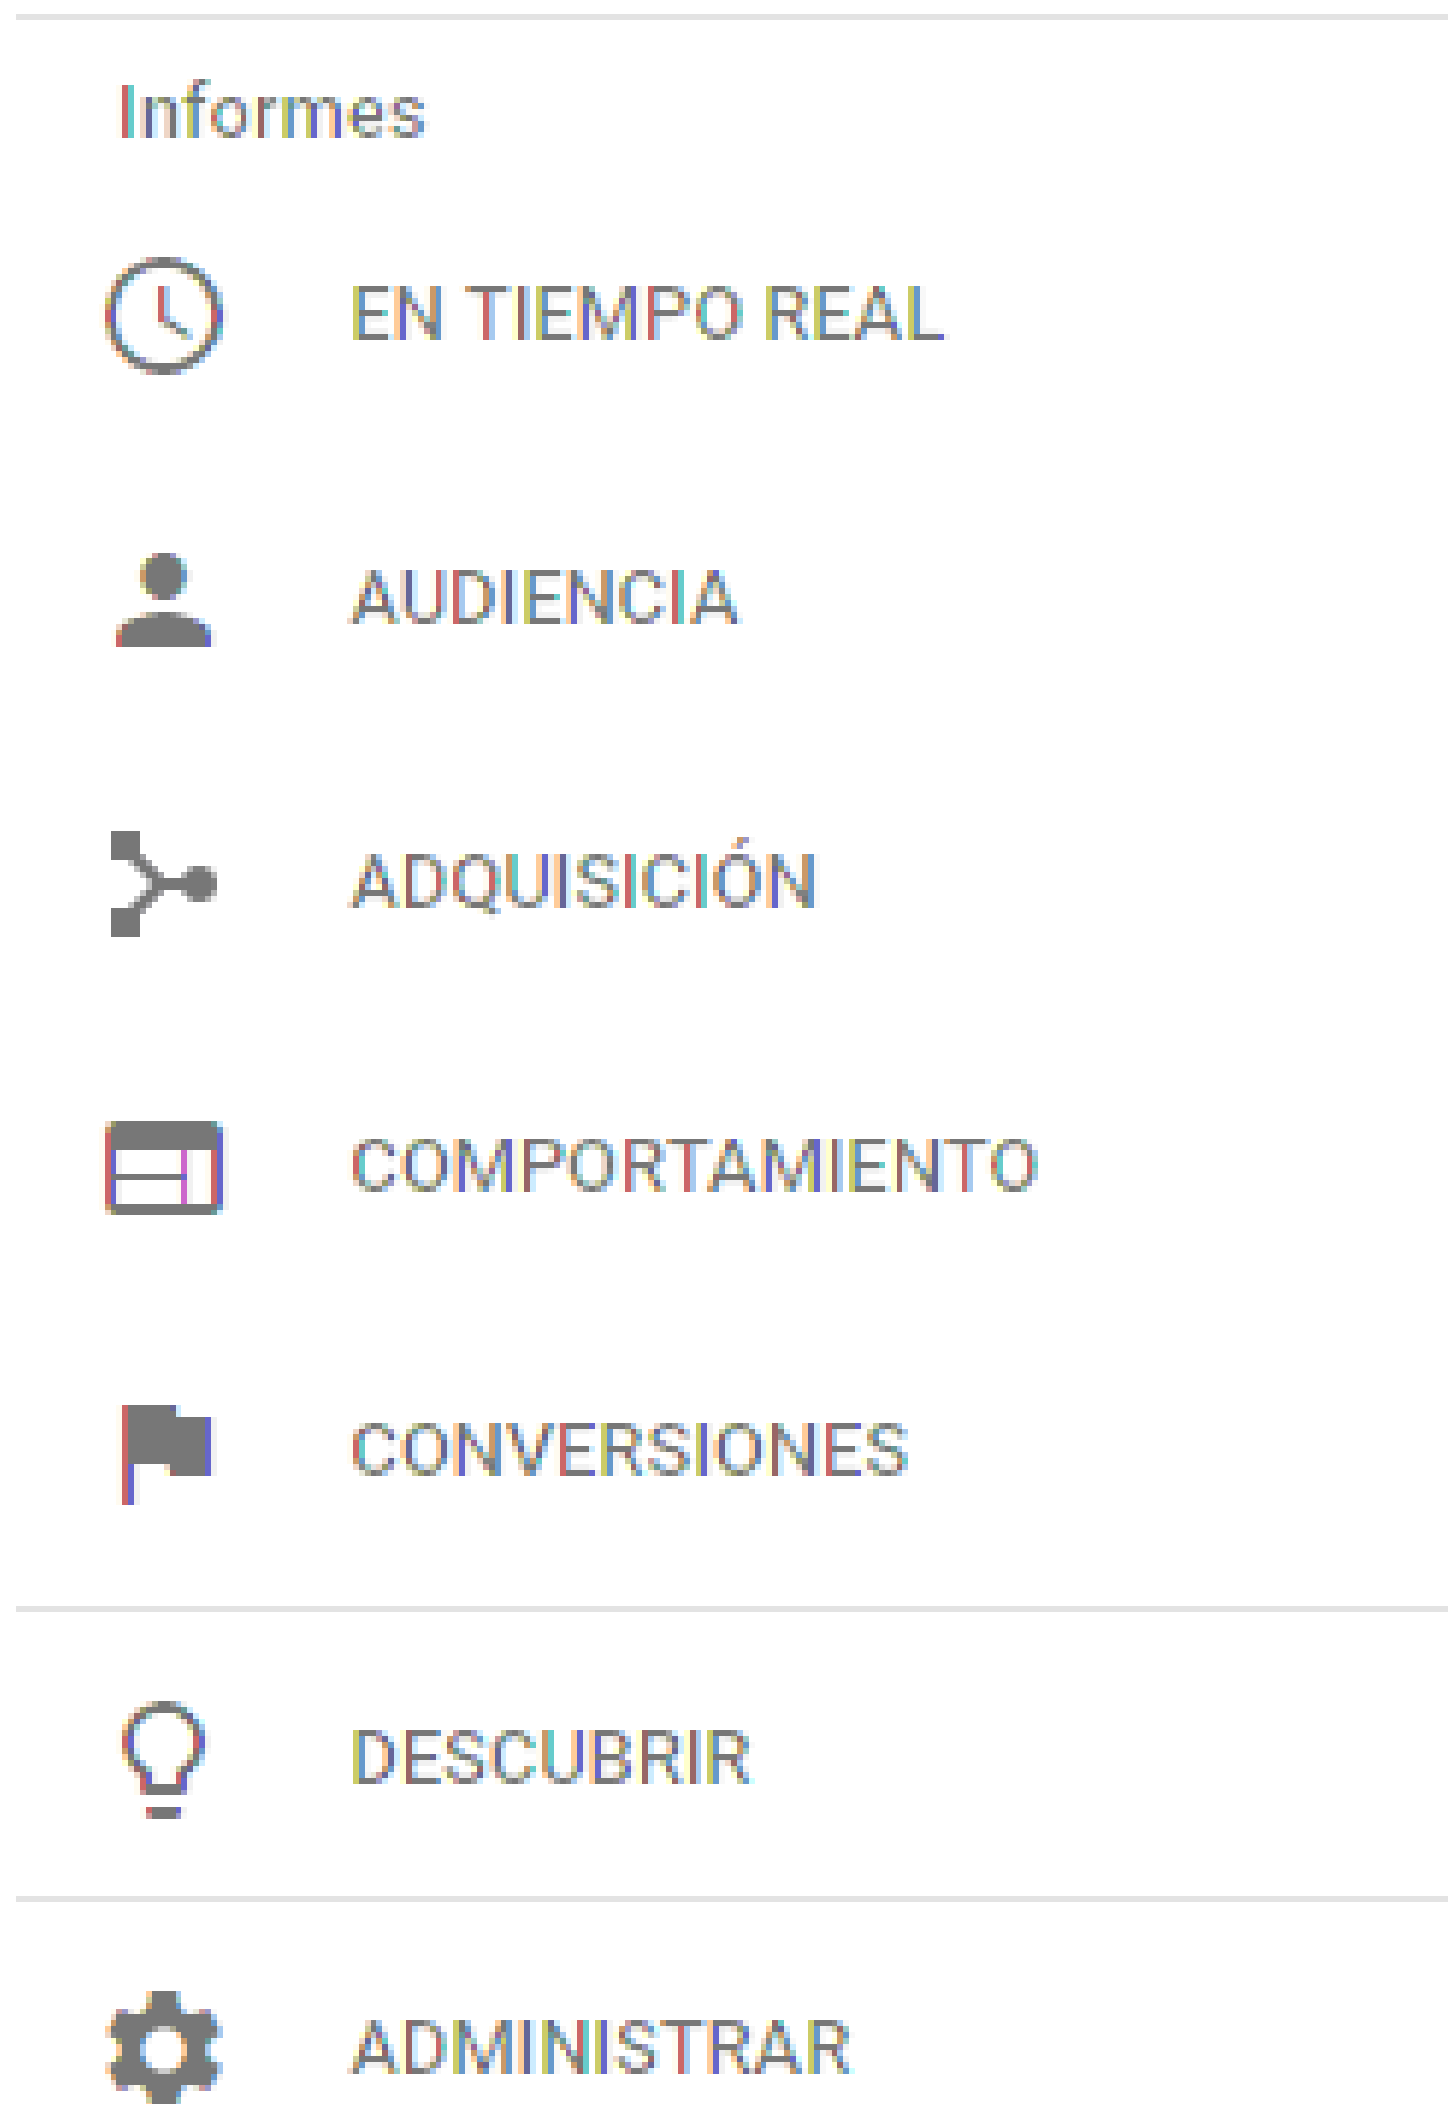 Informes
EN TIEMPO REAL
AUDIENCIA
ADQUISICIÓN
COMPORTAMIENTO
CONVERSIONES
DESCUBRIR
ADMINISTRAR